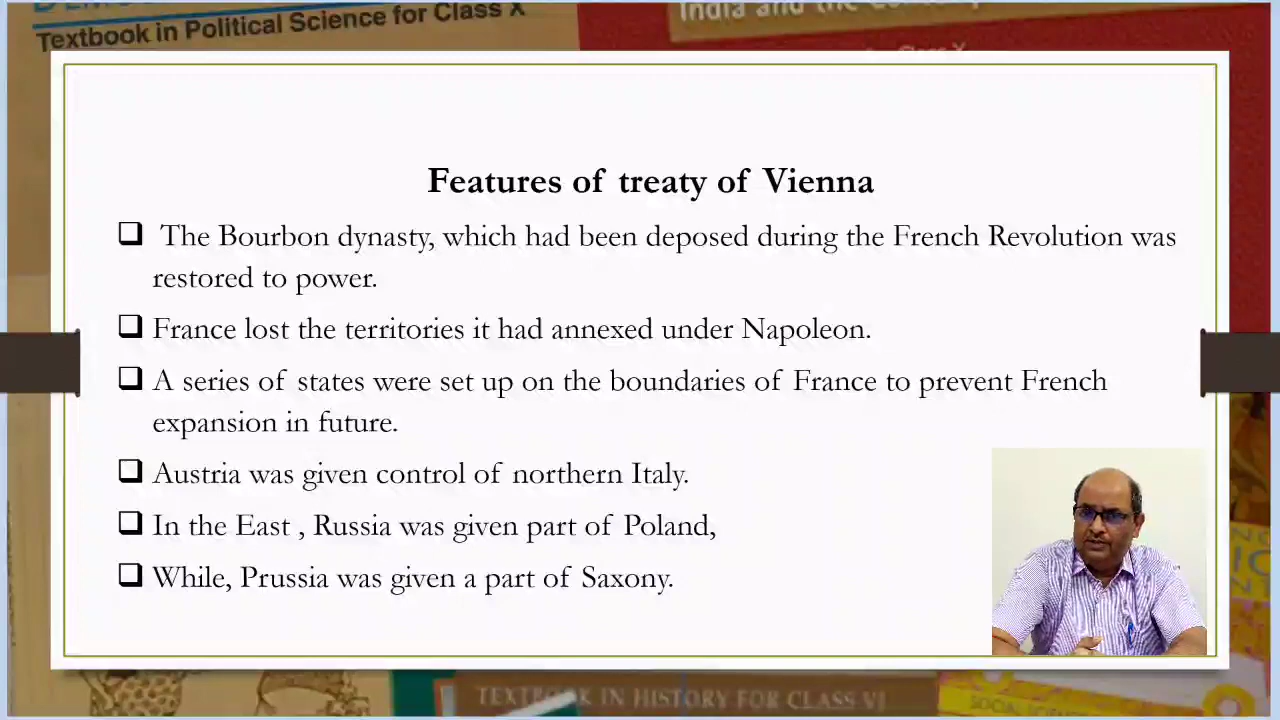 Textbook in Political Science for Class X
India and the
Features of treaty of Vienna
The Bourbon dynasty, which had been deposed during the French Revolution was
restored to power.
France lost the territories it had annexed under Napoleon.
A series of states were set up on the boundaries of France to prevent French
expansion in future.
Austria was given control of northern Italy.
In the East , Russia was given part of Poland,
While, Prussia was given a part of Saxony.
TEXTBOOK IN HISTORY FOR CLASS VI